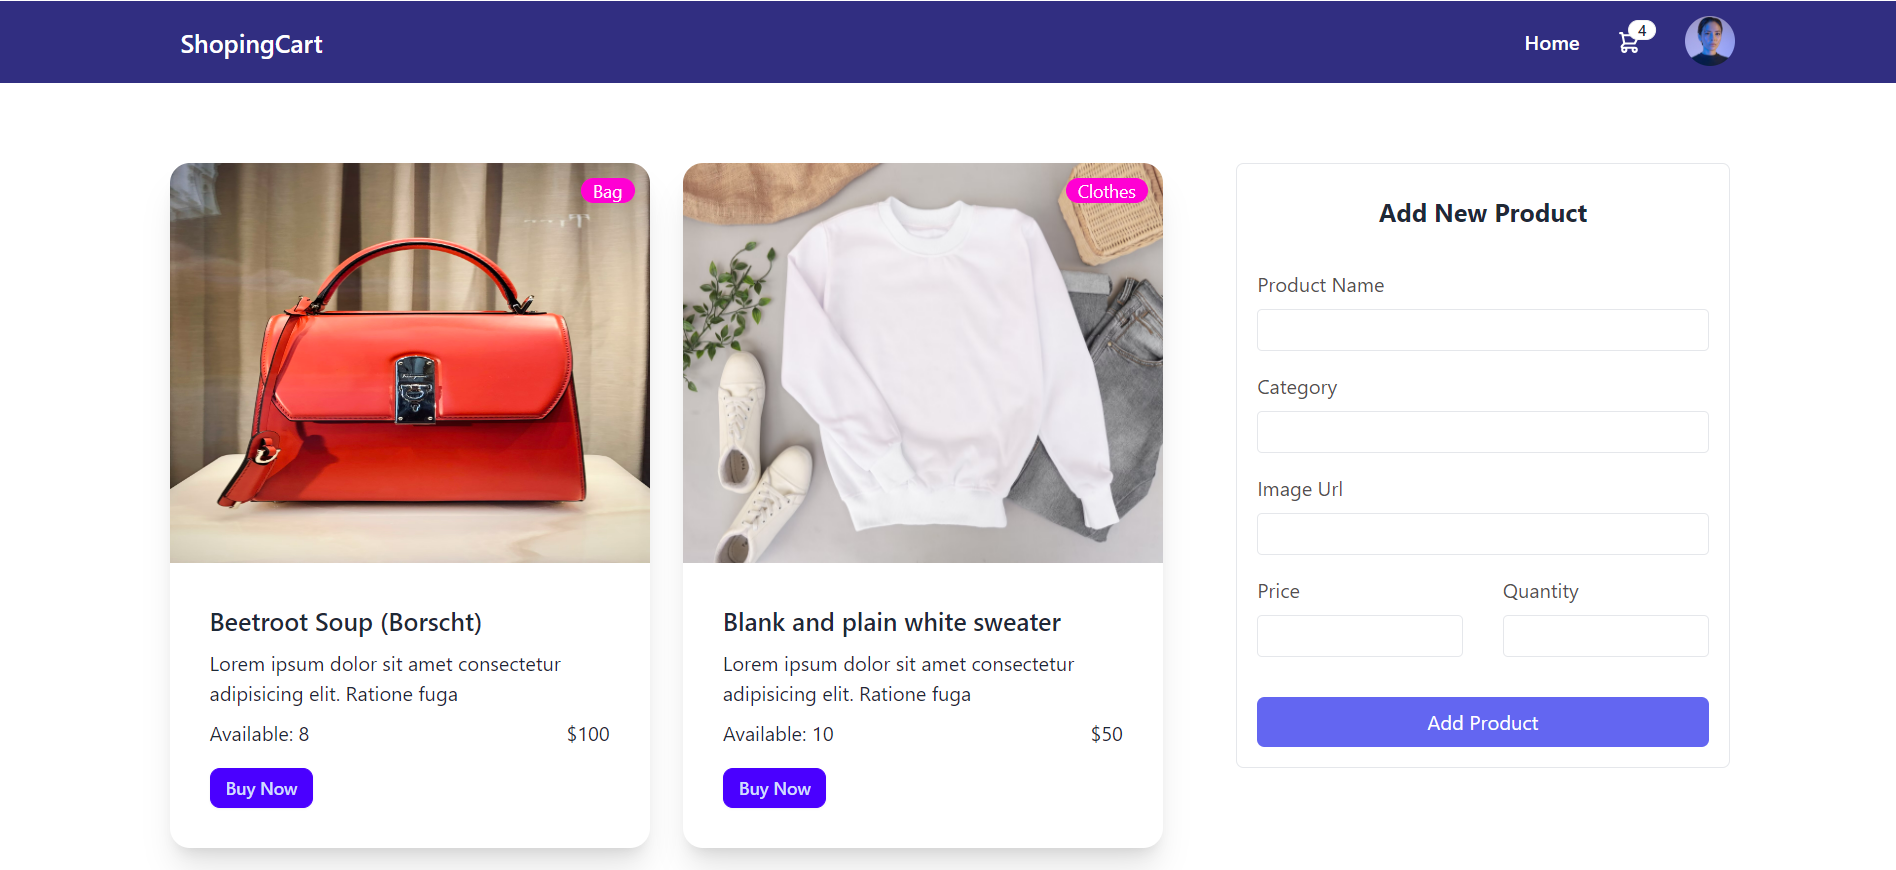 ShopingCart
Home
4
Bag
Beetroot Soup (Borscht)
Lorem ipsum dolor sit amet consectetur
adipisicing elit. Ratione fuga
Available: 8 $100
Buy Now
Clothes
Blank and plain white sweater
Lorem ipsum dolor sit amet consectetur
adipisicing elit. Ratione fuga
Available: 10 $50
Buy Now
Add New Product
Product Name
Category
Image Url
Price Quantity
Add Product